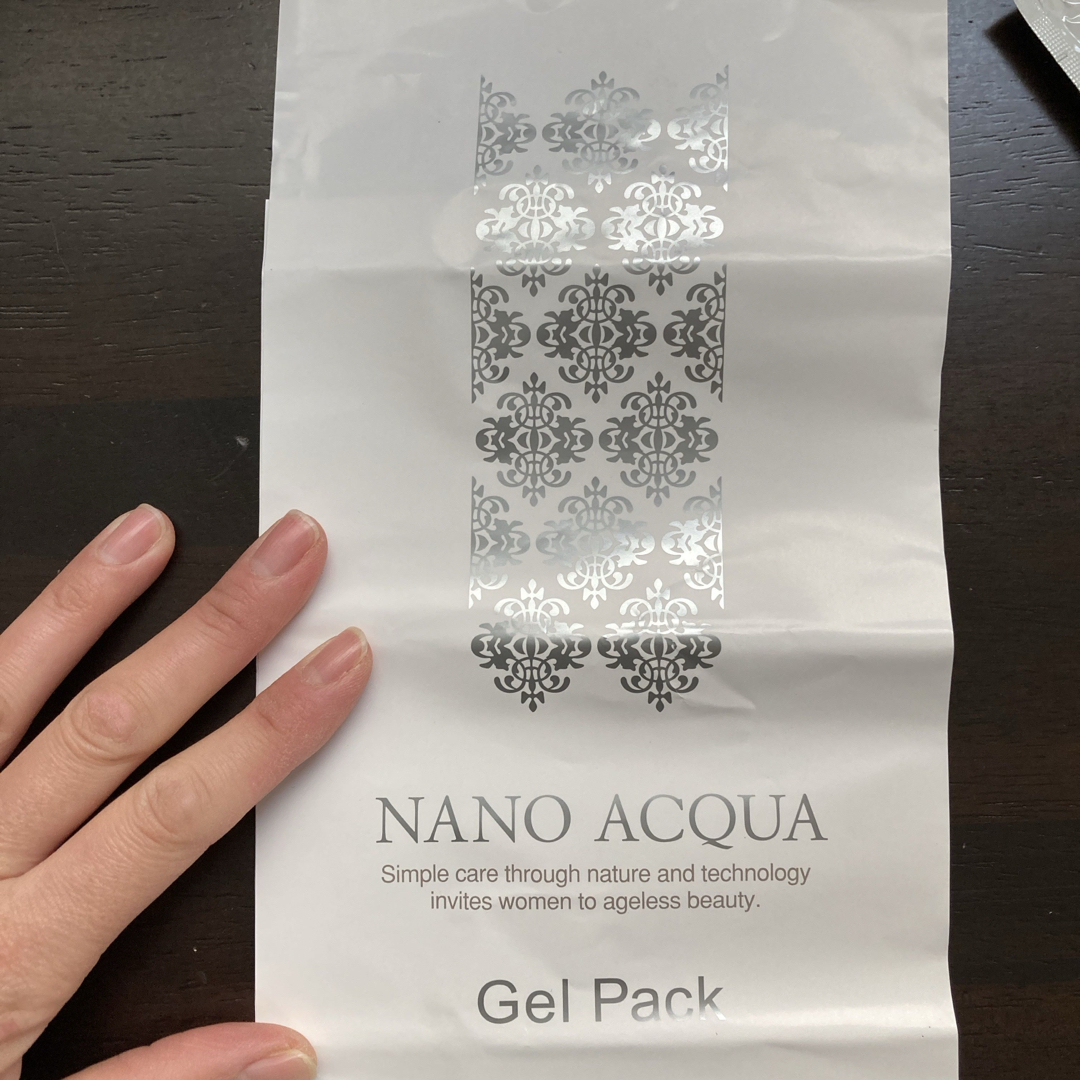 NANO ACQUA
Simple care through nature and technology
invites women to ageless beauty.
Gel Pack